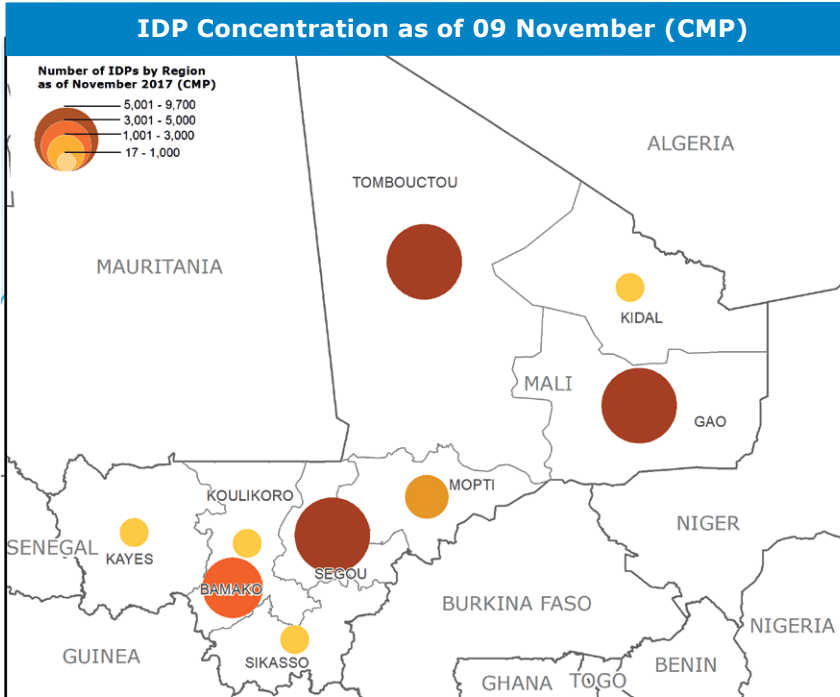 IDP Concentration as of 09 November (CMP)
Number of IDPs by Region
as of November 2017 (CMP)
5,001 - 9,700
3,001 - 5,000
1,001 - 3,000
17 - 1,000
ALGERIA
TOMBOUCTOU
MAURITANIA
KIDAL
MALI
GAO
MOPTI
KOULIKORO
NIGER
SENEGAL
KAYES
SEGOU
BAMAKO
BURKINA FASO
NIGERIA
GUINEA
SIKASSO
BENIN
GHANA
TOGO